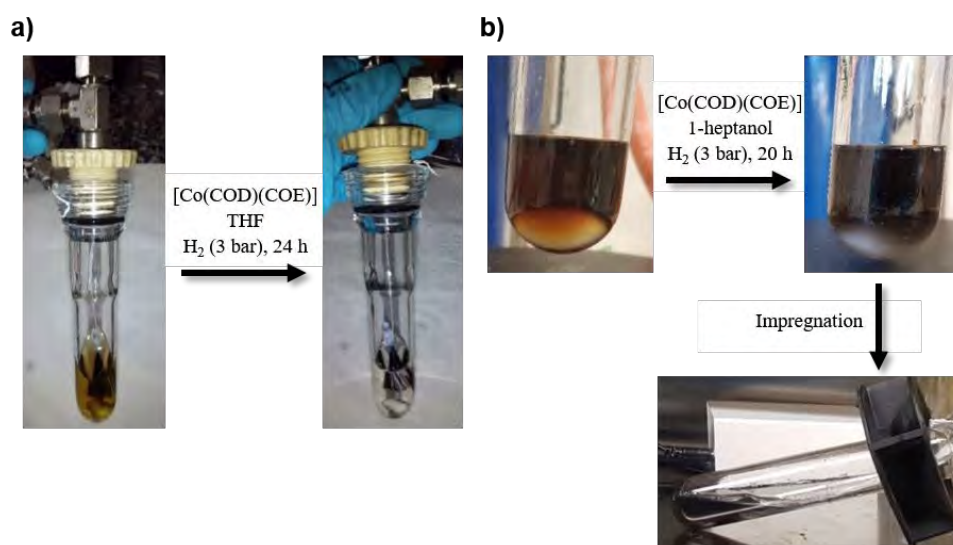 a)
[Co(COD)(COE)]
THF
H₂ (3 bar), 24 h
b)
[Co(COD)(COE)]
1-heptanol
H₂ (3 bar), 20 h
Impregnation